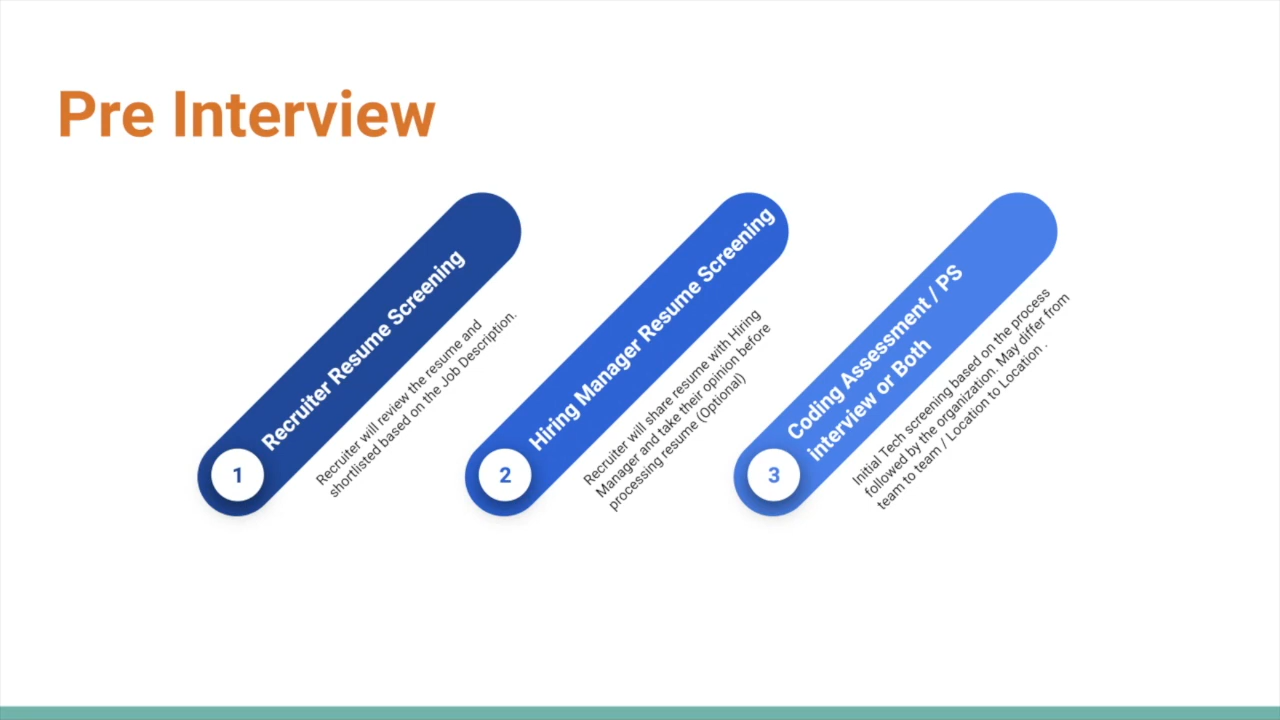 Pre Interview
1
Recruiter Resume Screening
Recruiter will review the resume and
shortlisted based on the Job Description.
2
Hiring Manager Resume Screening
Recruiter will share resume with Hiring
Manager and take their opinion before
processing resume (Optional)
3
Coding Assessment / PS
interview or Both
Initial Tech screening based on the process
followed by the organization. May differ from
team to team / Location to Location .